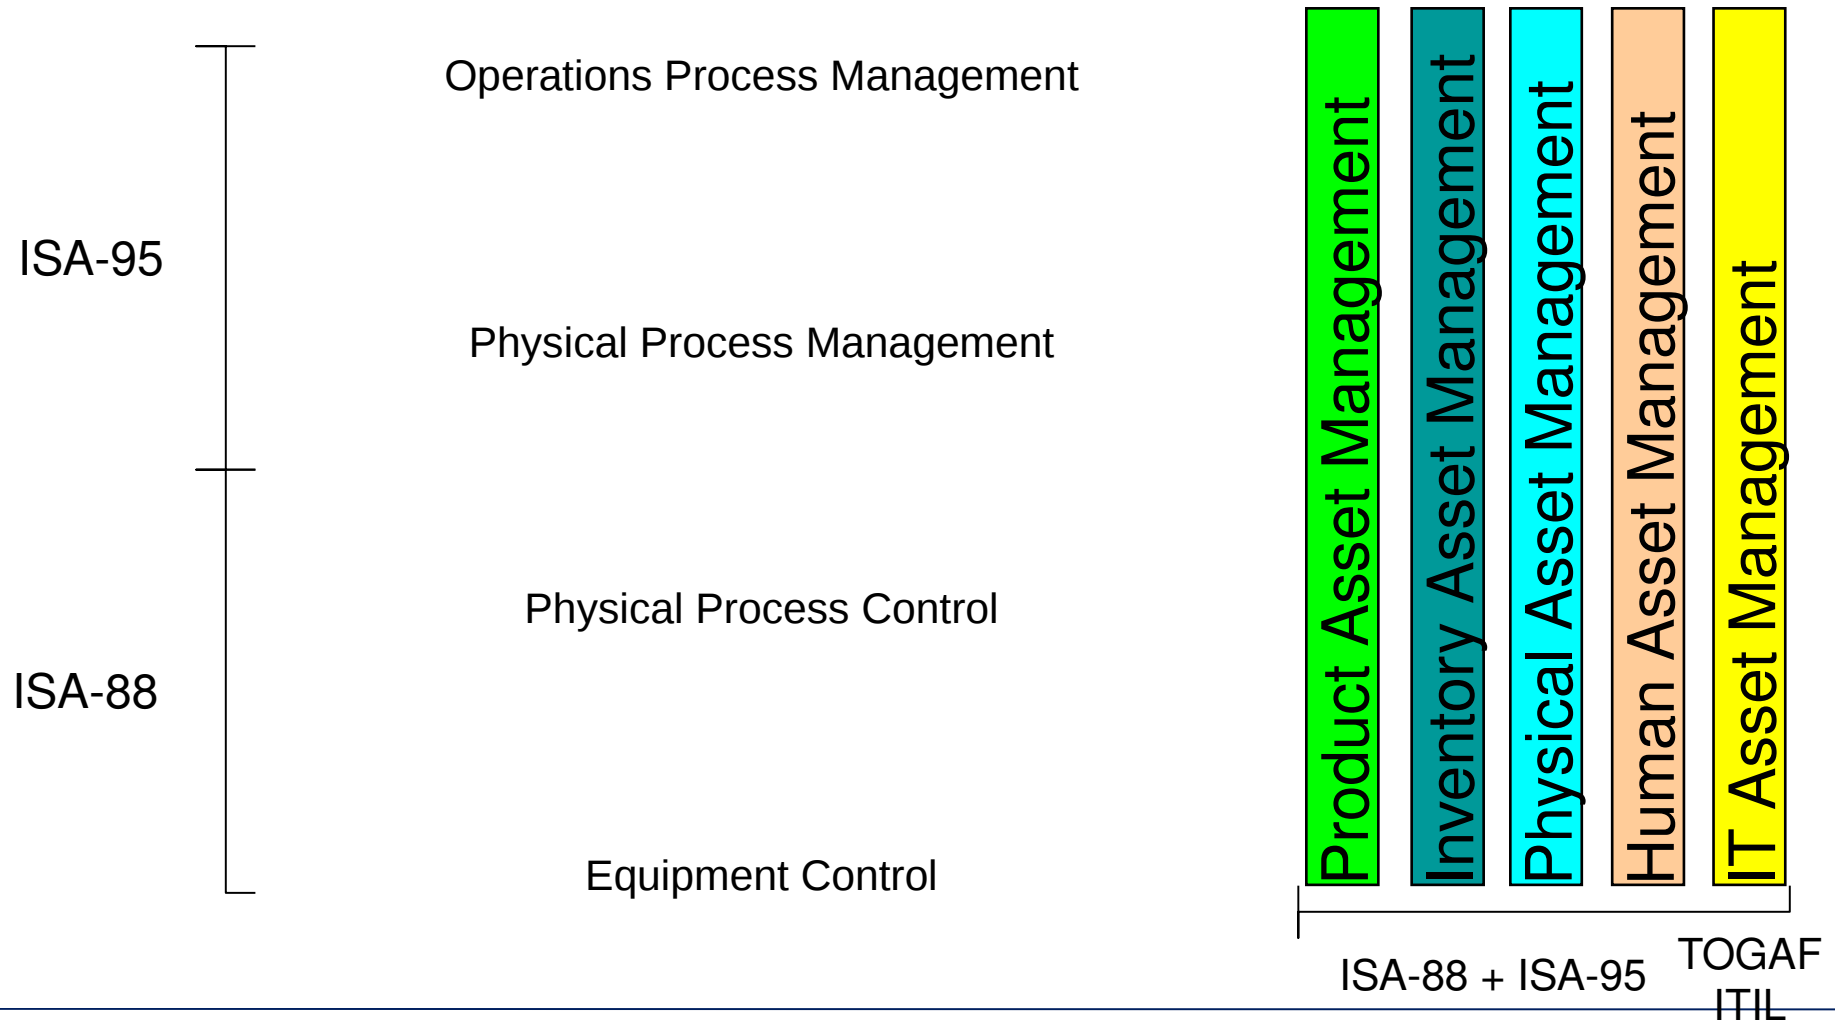 Operations Process Management
ISA-95
Physical Process Management
Physical Process Control
ISA-88
Equipment Control
Product Asset Management
Inventory Asset Management
Physical Asset Management
Human Asset Management
IT Asset Management
ISA-88 + ISA-95
TOGAF
ITIL